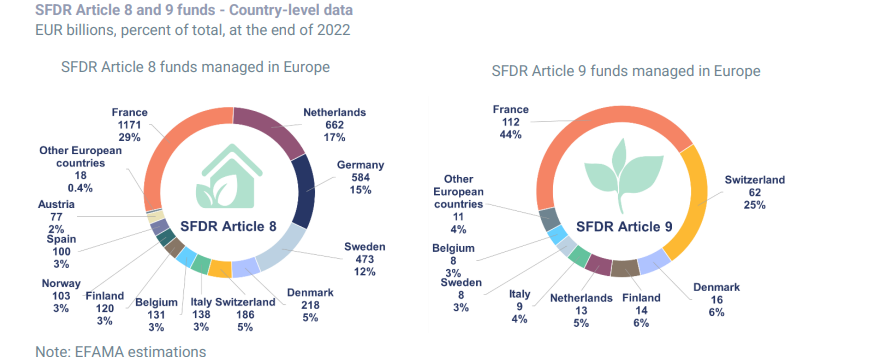 SFDR Article 8 and 9 funds - Country-level data
EUR billions, percent of total, at the end of 2022
SFDR Article 8 funds managed in Europe
France
1171
29%
Netherlands
662
17%
Germany
584
15%
Sweden
473
12%
Denmark
218
5%
Switzerland
186
5%
Italy
138
3%
Belgium
131
3%
Finland
120
3%
Norway
103
3%
Spain
100
3%
Austria
77
2%
Other European
countries
18
0.4%
SFDR Article 8
SFDR Article 9 funds managed in Europe
France
112
44%
Switzerland
62
25%
Denmark
16
6%
Finland
14
6%
Netherlands
13
5%
Italy
9
4%
Sweden
8
3%
Belgium
8
3%
Other
European
countries
11
4%
SFDR Article 9
Note: EFAMA estimations